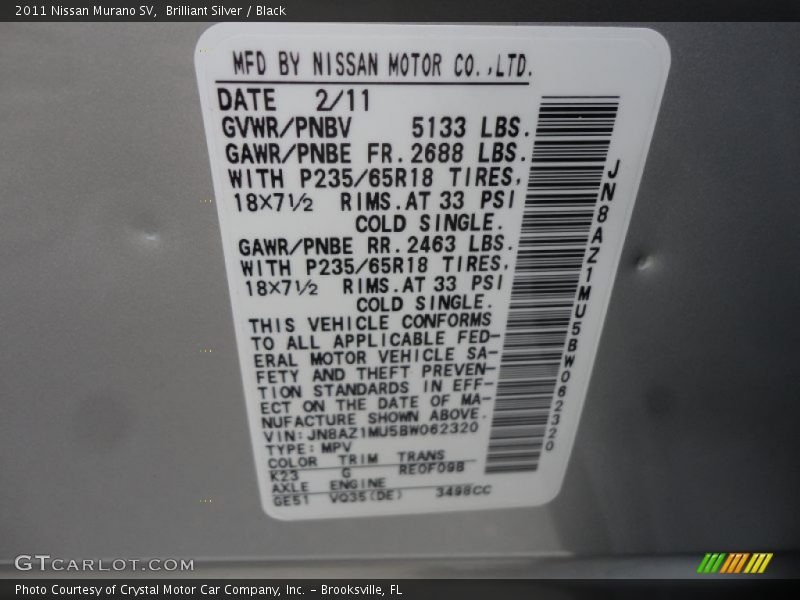 2011 Nissan Murano SV,  Brilliant Silver / Black
MFD BY NISSAN MOTOR CO.,LTD.
DATE 2/11
GVWR/PNBV 5133 LBS.
GAWR/PNBE FR.2688 LBS.
WITH P235/65R18 TIRES,
18×7½ RIMS.AT 33 PSI
COLD SINGLE.
GAWR/PNBE RR.2463 LBS.
WITH P235/65R18 TIRES,
18×7½ RIMS.AT 33 PSI
COLD SINGLE.
THIS VEHICLE CONFORMS
TO ALL APPLICABLE FED-
ERAL MOTOR VEHICLE SA-
FETY AND THEFT PREVEN-
TION STANDARDS IN EFF-
ECT ON THE DATE OF MA-
NUFACTURE SHOWN ABOVE.
VIN:JN8AZ1MU5BW062320
TYPE:MPV
COLOR TRIM TRANS
K23 G RE0F09B
AXLE ENGINE
GE51 VQ35(DE) 3498CC
JN8AZ1MU5BW062320
GTCARLOT.COM
Photo Courtesy of Crystal Motor Car Company, Inc. – Brooksville, FL